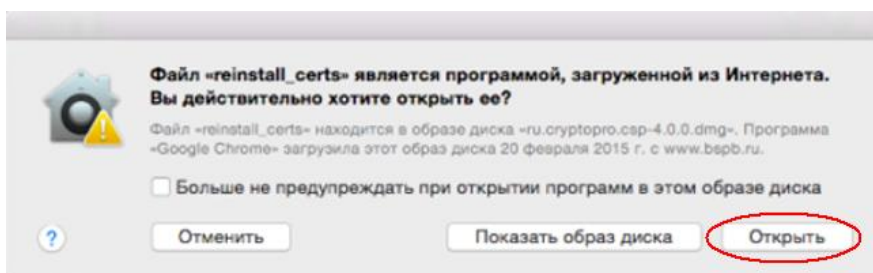 Файл «reinstall_certs» является программой, загруженной из Интернета.
Вы действительно хотите открыть ее?
Файл «reinstall_certs» находится в образе диска «ru.cryptopro.csp-4.0.0.dmg». Программа
«Google Chrome» загрузила этот образ диска 20 февраля 2015 г. с www.bspb.ru.
Больше не предупреждать при открытии программ в этом образе диска
? Отменить Показать образ диска Открыть